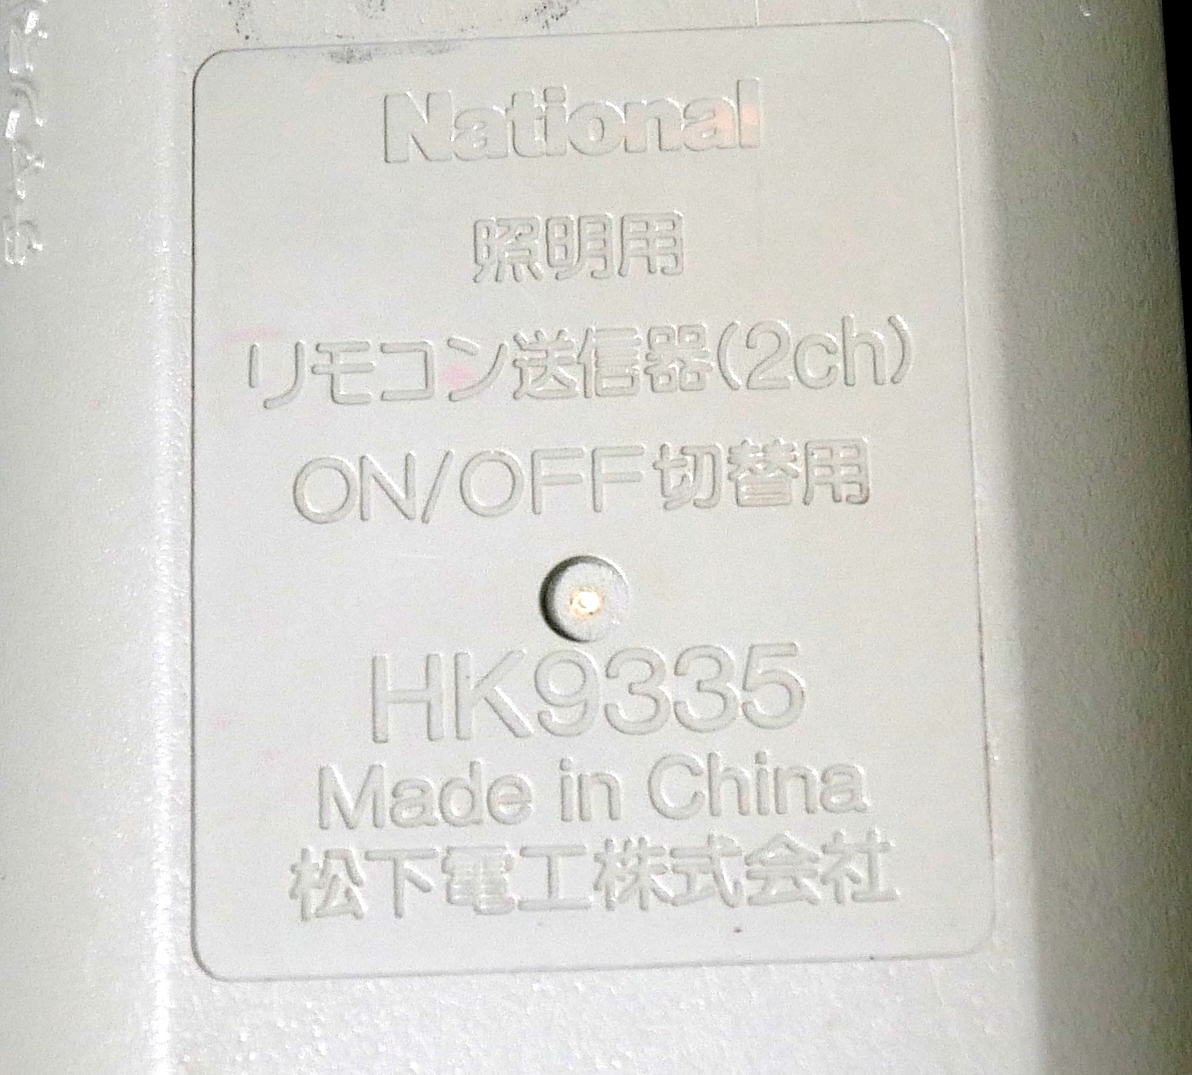 National
照明用
リモコン送信器(2ch)
ON/OFF切替用
HK9335
Made in China
松下電工株式会社